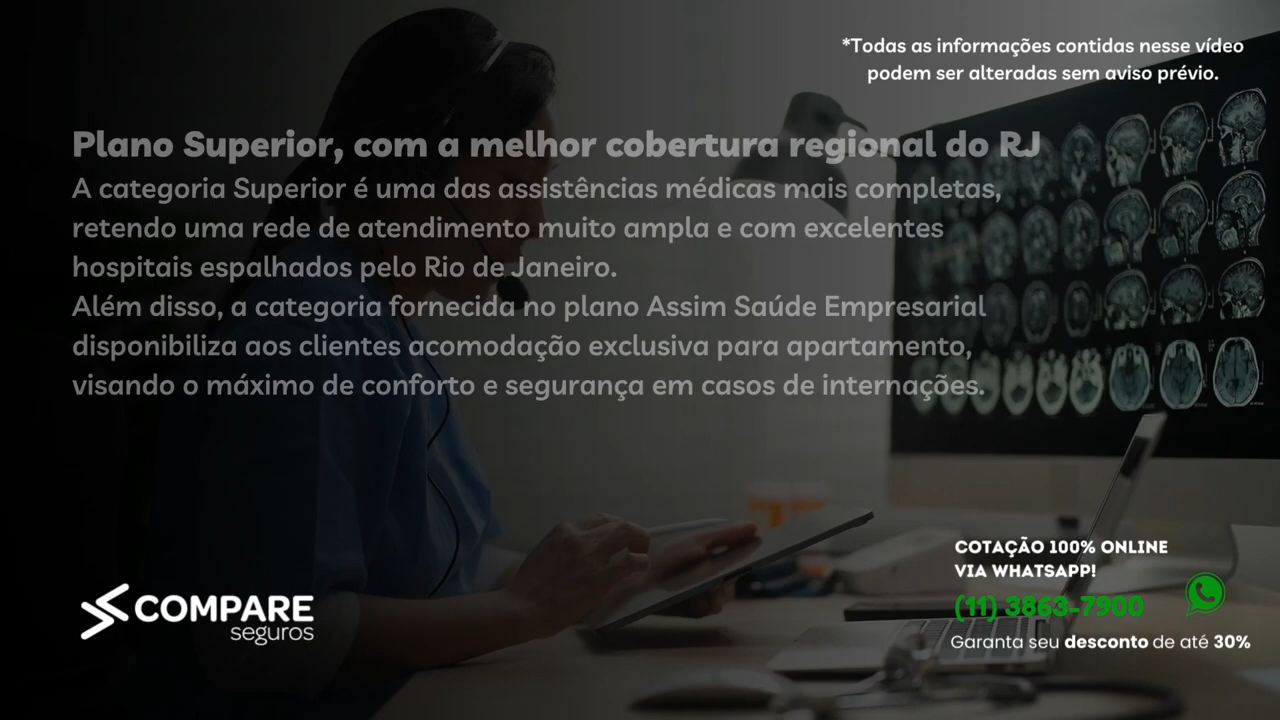 *Todas as informações contidas nesse vídeo
podem ser alteradas sem aviso prévio.
Plano Superior, com a melhor cobertura regional do RJ
A categoria Superior é uma das assistências médicas mais completas,
retendo uma rede de atendimento muito ampla e com excelentes
hospitais espalhados pelo Rio de Janeiro.
Além disso, a categoria fornecida no plano Assim Saúde Empresarial
disponibiliza aos clientes acomodação exclusiva para apartamento,
visando o máximo de conforto e segurança em casos de internações.
COMPARE
seguros
COTAÇÃO 100% ONLINE
VIA WHATSAPP!
(11) 3863-7900
Garanta seu desconto de até 30%